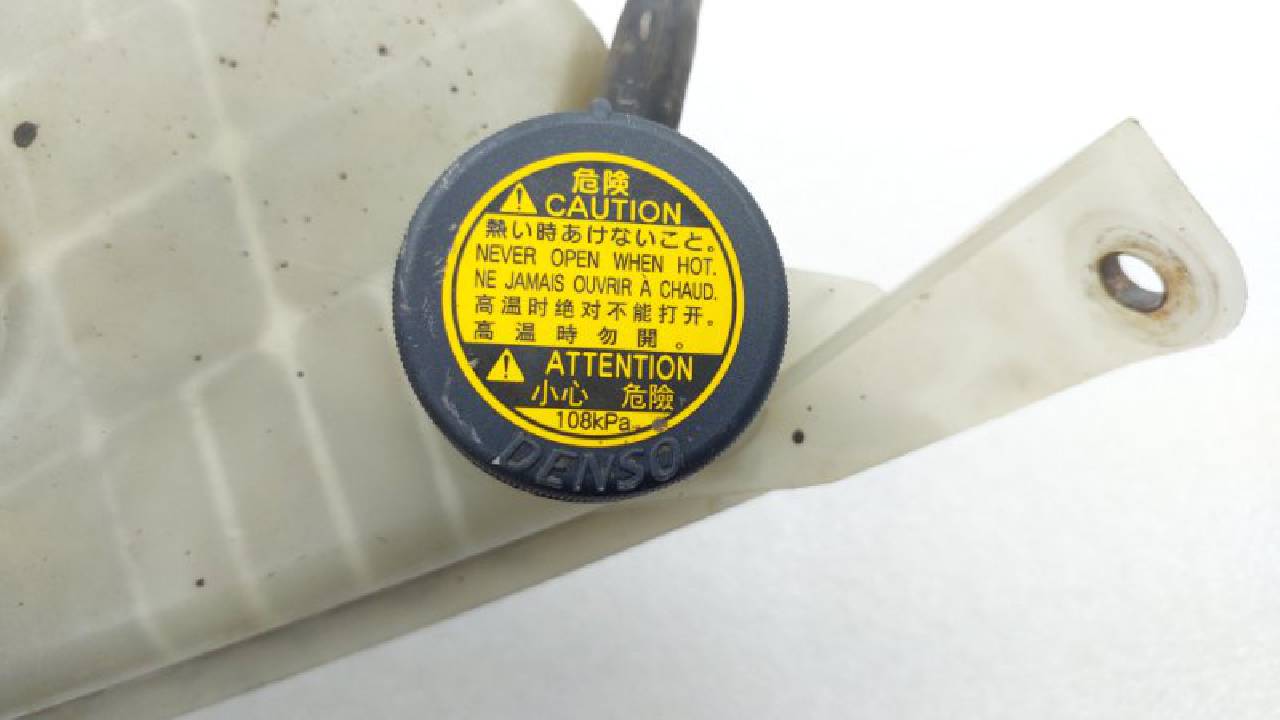 危険
CAUTION
熱い時あけないこと。
NEVER OPEN WHEN HOT.
NE JAMAIS OUVRIR À CHAUD.
高温时绝对不能打开。
高温時勿開。
ATTENTION
小心 危險
108kPa
DENSO